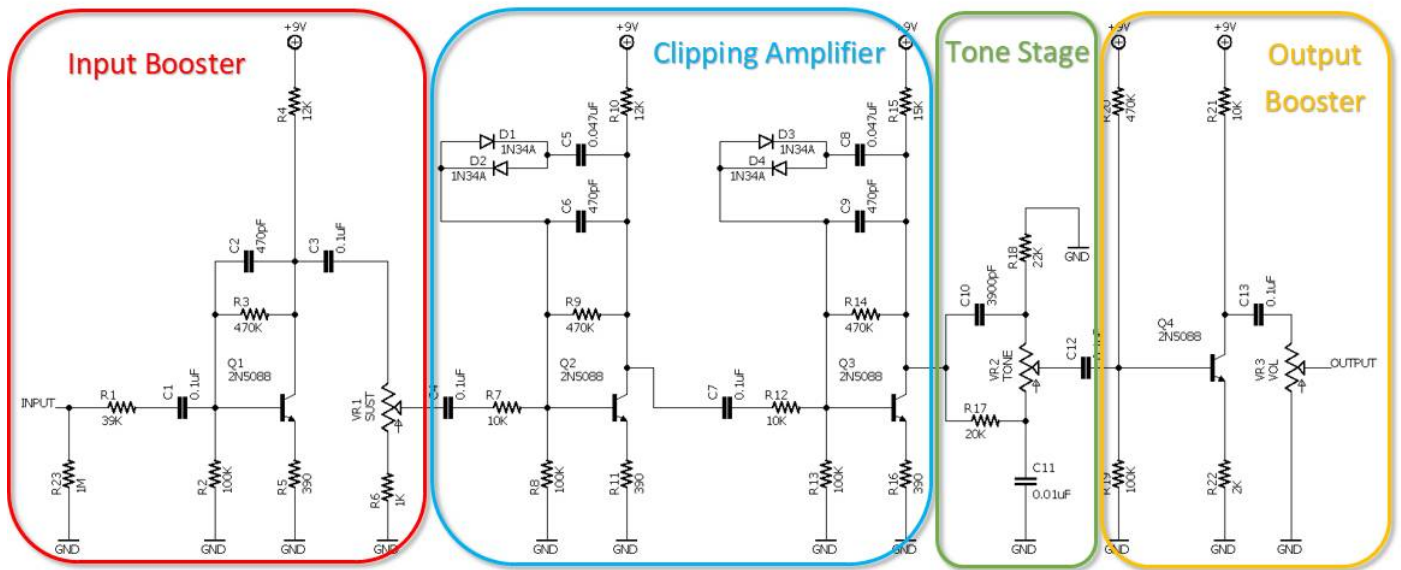 Input Booster
+9V
R4
12K
C2
470pF
C3
0.1uF
R3
470K
Q1
2N5088
INPUT
R1
39K
C1
0.1uF
R23
1M
R2
100K
R5
390
VR1
SUST
R6
1K
GND
GND
GND
GND
Clipping Amplifier
+9V
R10
12K
D1
1N34A
D2
1N34A
C5
0.047uF
C6
470pF
R9
470K
Q2
2N5088
C4
0.1uF
R7
10K
R8
100K
R11
390
GND
GND
+9V
R15
15K
D3
1N34A
D4
1N34A
C8
0.047uF
C9
470pF
R14
470K
Q3
2N5088
C7
0.1uF
R12
10K
R13
100K
R16
390
GND
GND
Tone Stage
R18
22K
GND
C10
3900pF
VR2
TONE
R17
20K
C11
0.01uF
GND
C12
Output
Booster
+9V
R20
470K
+9V
R21
10K
Q4
2N5088
C13
0.1uF
VR3
VOL
OUTPUT
R19
100K
R22
2K
GND
GND
GND